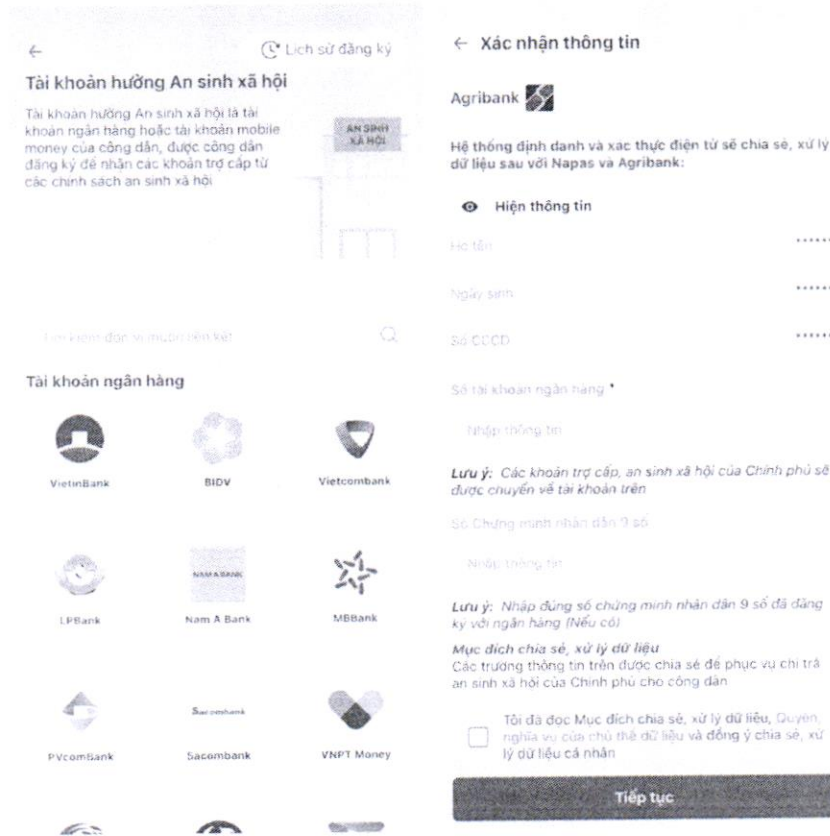 ← Lịch sử đăng ký
Tài khoản hưởng An sinh xã hội
Tài khoản hưởng An sinh xã hội là tài
khoản ngân hàng hoặc tài khoản mobile
money của công dân, được công dân
đăng ký để nhận các khoản trợ cấp từ
các chính sách an sinh xã hội
AN SINH
XÃ HỘI
Tìm kiếm đơn vị muốn liên kết
Tài khoản ngân hàng
VietinBank
BIDV
Vietcombank
NAM A BANK
LPBank
Nam A Bank
MBBank
Sacombank
PVcomBank
Sacombank
VNPT Money
← Xác nhận thông tin
Agribank
Hệ thống định danh và xác thực điện tử sẽ chia sẻ, xử lý
dữ liệu sau với Napas và Agribank:
Hiện thông tin
Họ tên ******
Ngày sinh ******
Số CCCD ******
Số tài khoản ngân hàng *
Nhập thông tin
Lưu ý: Các khoản trợ cấp, an sinh xã hội của Chính phủ sẽ
được chuyển về tài khoản trên
Số Chứng minh nhân dân 9 số
Nhập thông tin
Lưu ý: Nhập đúng số chứng minh nhân dân 9 số đã đăng
ký với ngân hàng (Nếu có)
Mục đích chia sẻ, xử lý dữ liệu
Các trường thông tin trên được chia sẻ để phục vụ chi trả
an sinh xã hội của Chính phủ cho công dân
Tôi đã đọc Mục đích chia sẻ, xử lý dữ liệu, Quyền,
nghĩa vụ của chủ thể dữ liệu và đồng ý chia sẻ, xử
lý dữ liệu cá nhân
Tiếp tục